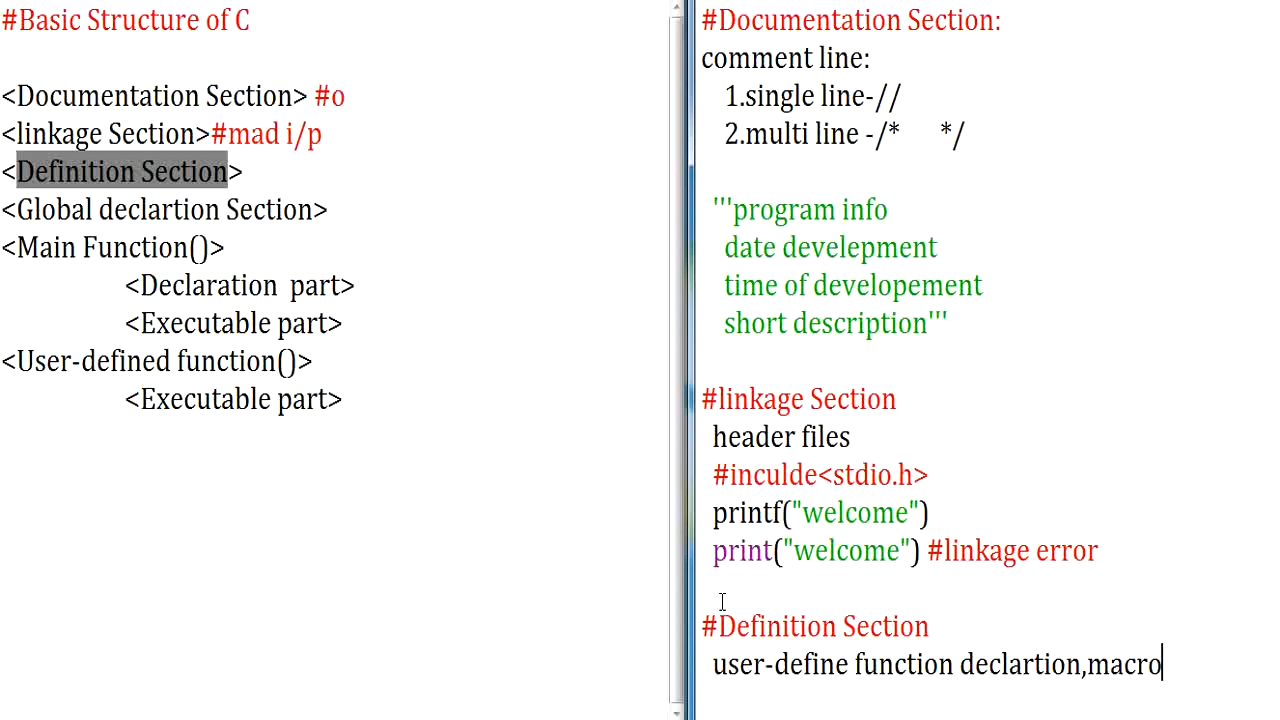 #Basic Structure of C
<Documentation Section> #o
<linkage Section>#mad i/p
<Definition Section>
<Global declartion Section>
<Main Function()>
<Declaration  part>
<Executable part>
<User-defined function()>
<Executable part>
#Documentation Section:
comment line:
1.single line-//
2.multi line -/*      */
'''program info
date develepment
time of developement
short description'''
#linkage Section
header files
#inculde<stdio.h>
printf("welcome")
print("welcome") #linkage error
#Definition Section
user-define function declartion,macro